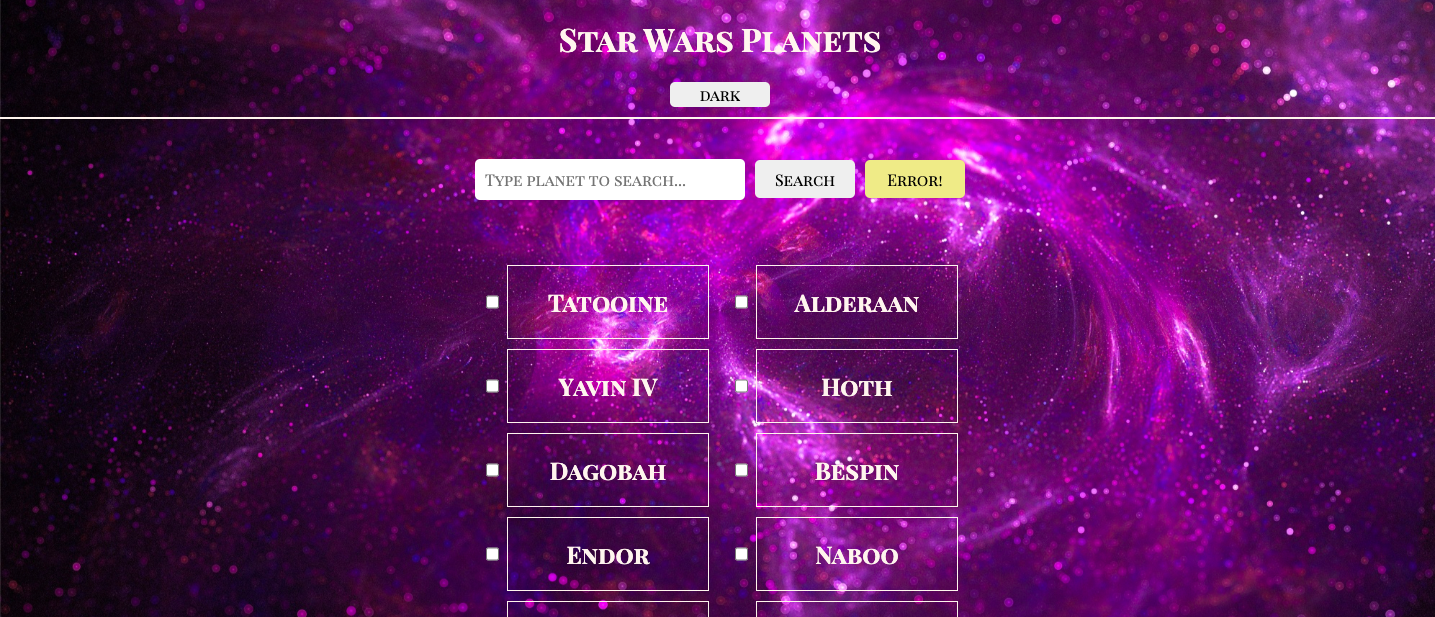 Star Wars Planets
dark
Type planet to search...
Search
Error!
Tatooine
Alderaan
Yavin IV
Hoth
Dagobah
Bespin
Endor
Naboo